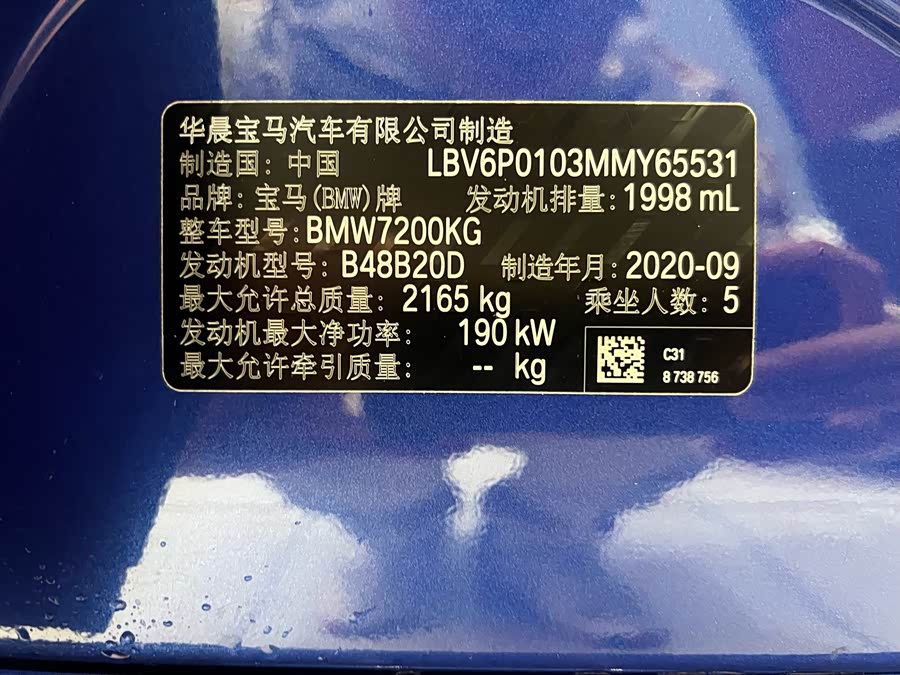 华晨宝马汽车有限公司制造
制造国: 中国 LBV6P0103MMY65531
品牌: 宝马(BMW)牌 发动机排量: 1998 mL
整车型号: BMW7200KG
发动机型号: B48B20D 制造年月: 2020-09
最大允许总质量: 2165 kg 乘坐人数: 5
发动机最大净功率: 190 kW
最大允许牵引质量: -- kg
C31
8 738 756